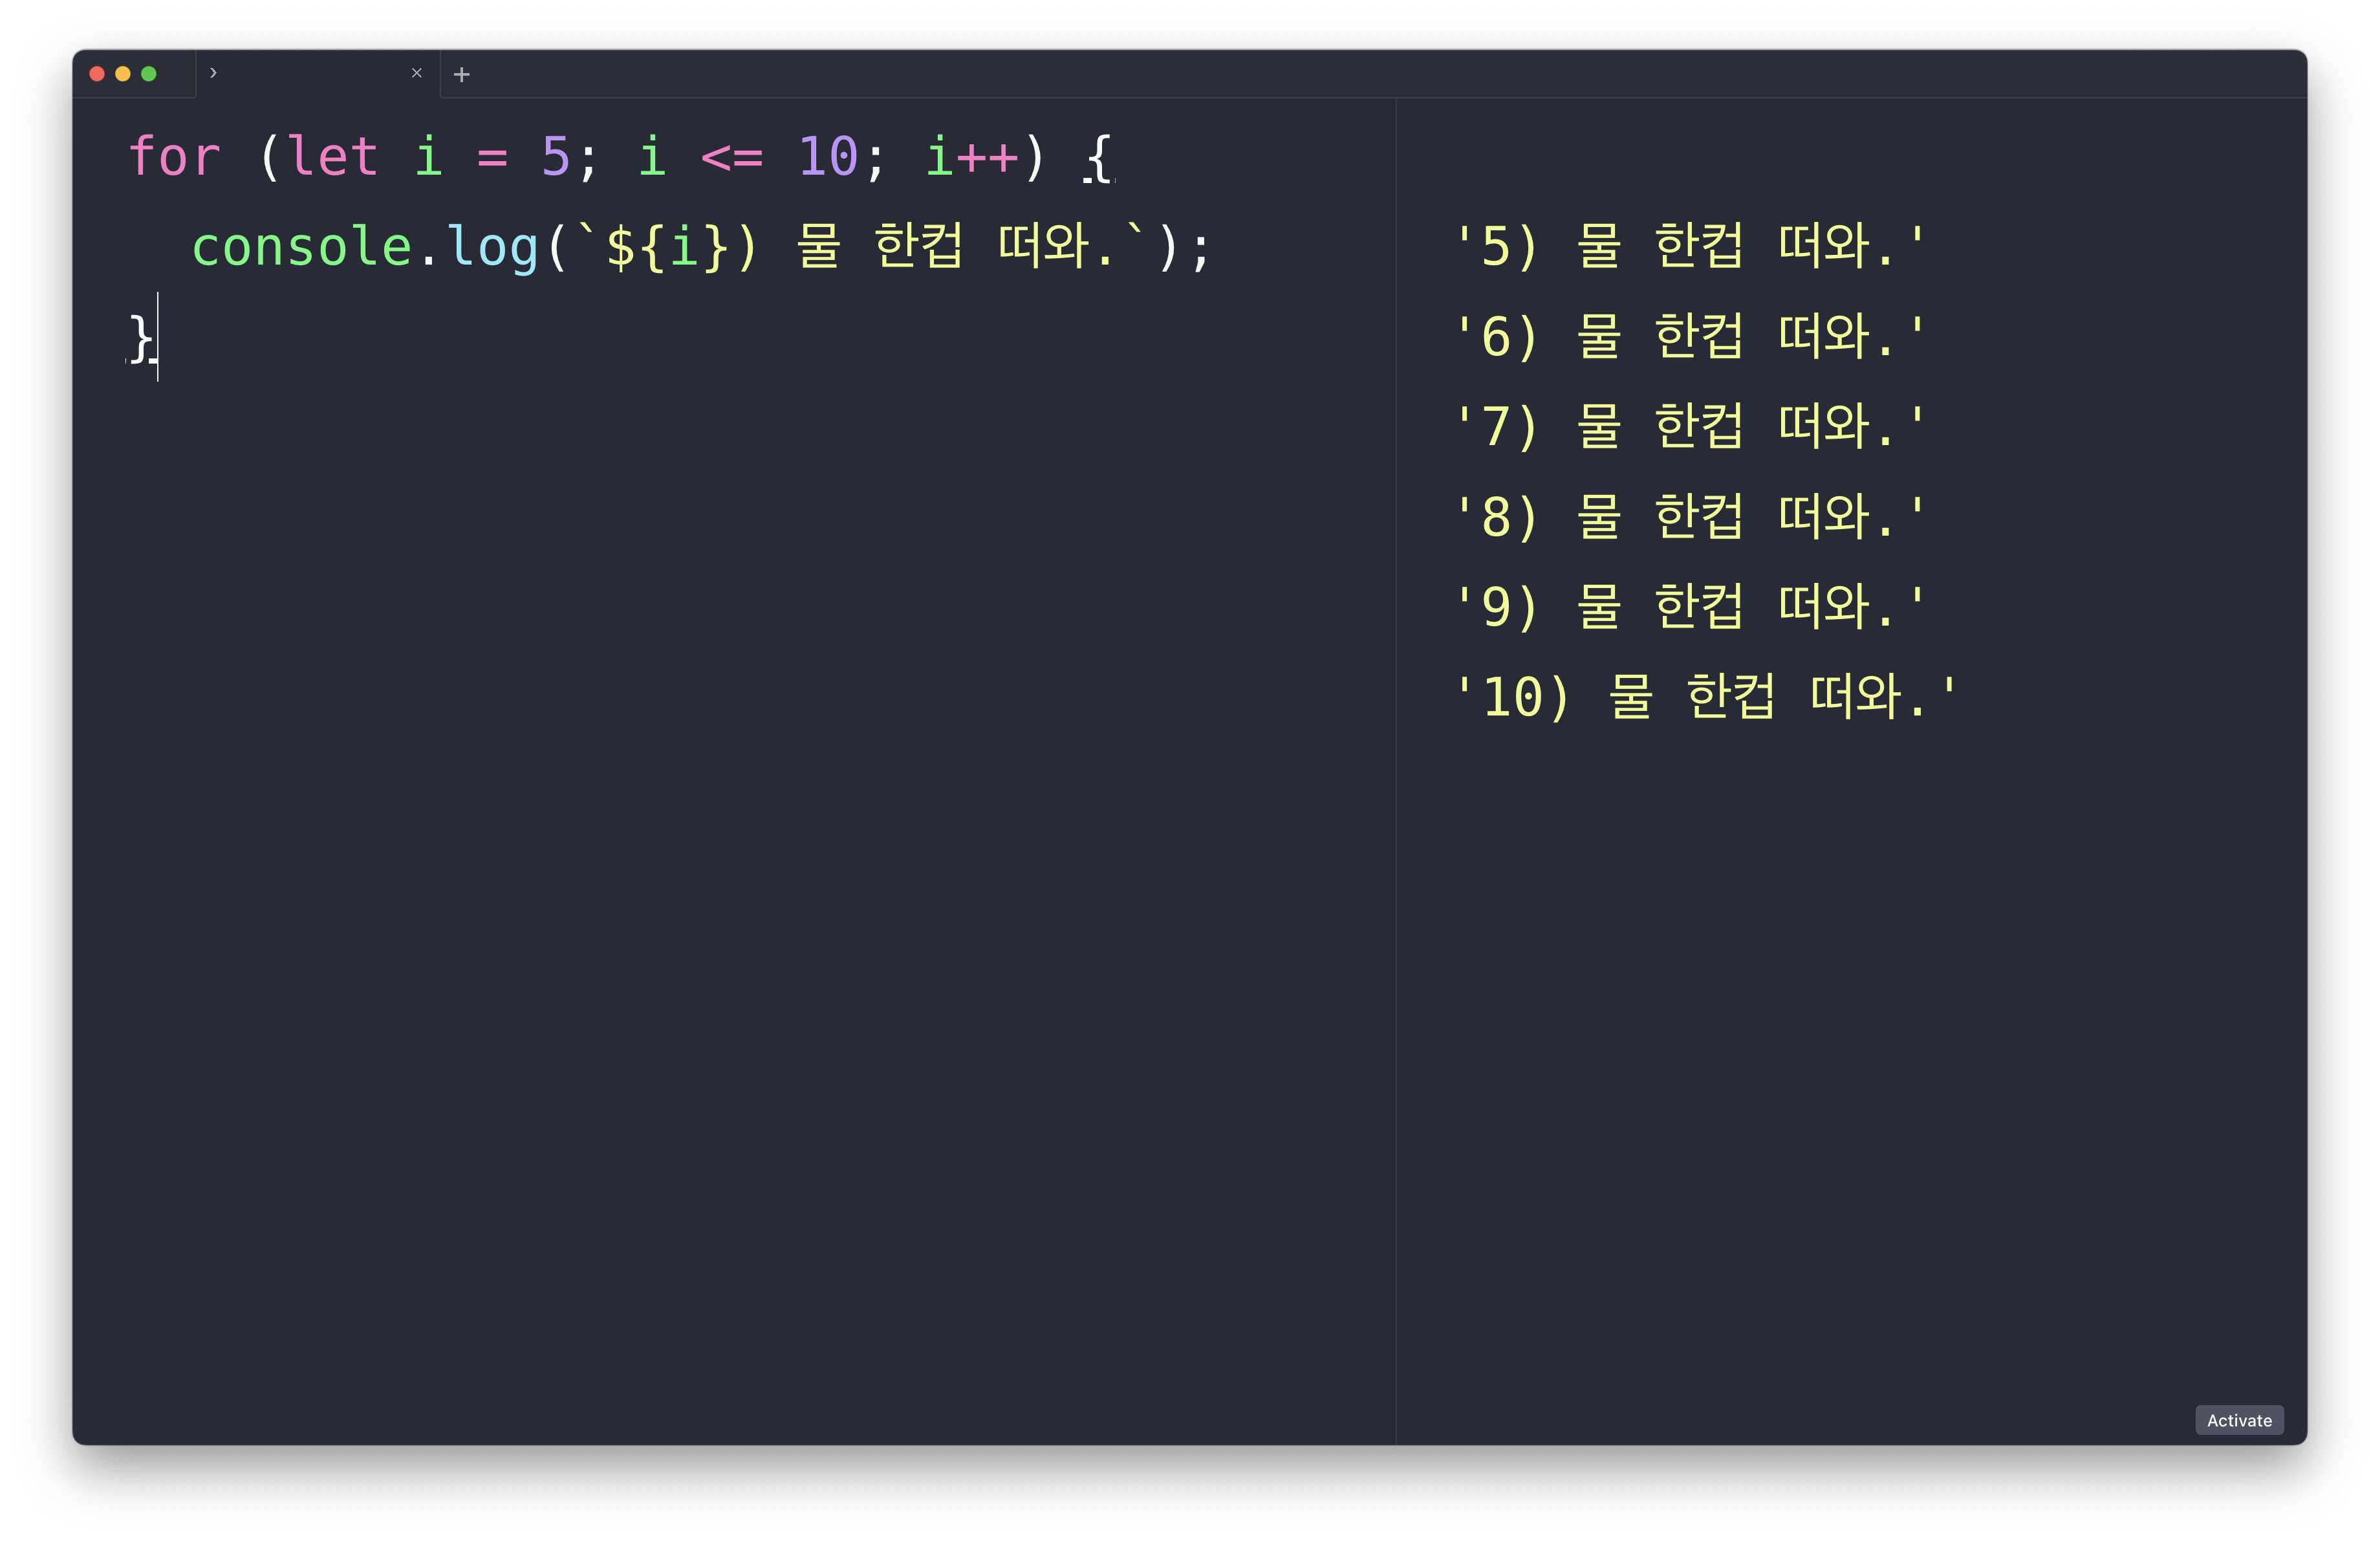 for (let i = 5; i <= 10; i++) {
  console.log(`${i}) 물 한컵 떠와.`);
}
'5) 물 한컵 떠와.'
'6) 물 한컵 떠와.'
'7) 물 한컵 떠와.'
'8) 물 한컵 떠와.'
'9) 물 한컵 떠와.'
'10) 물 한컵 떠와.'
Activate